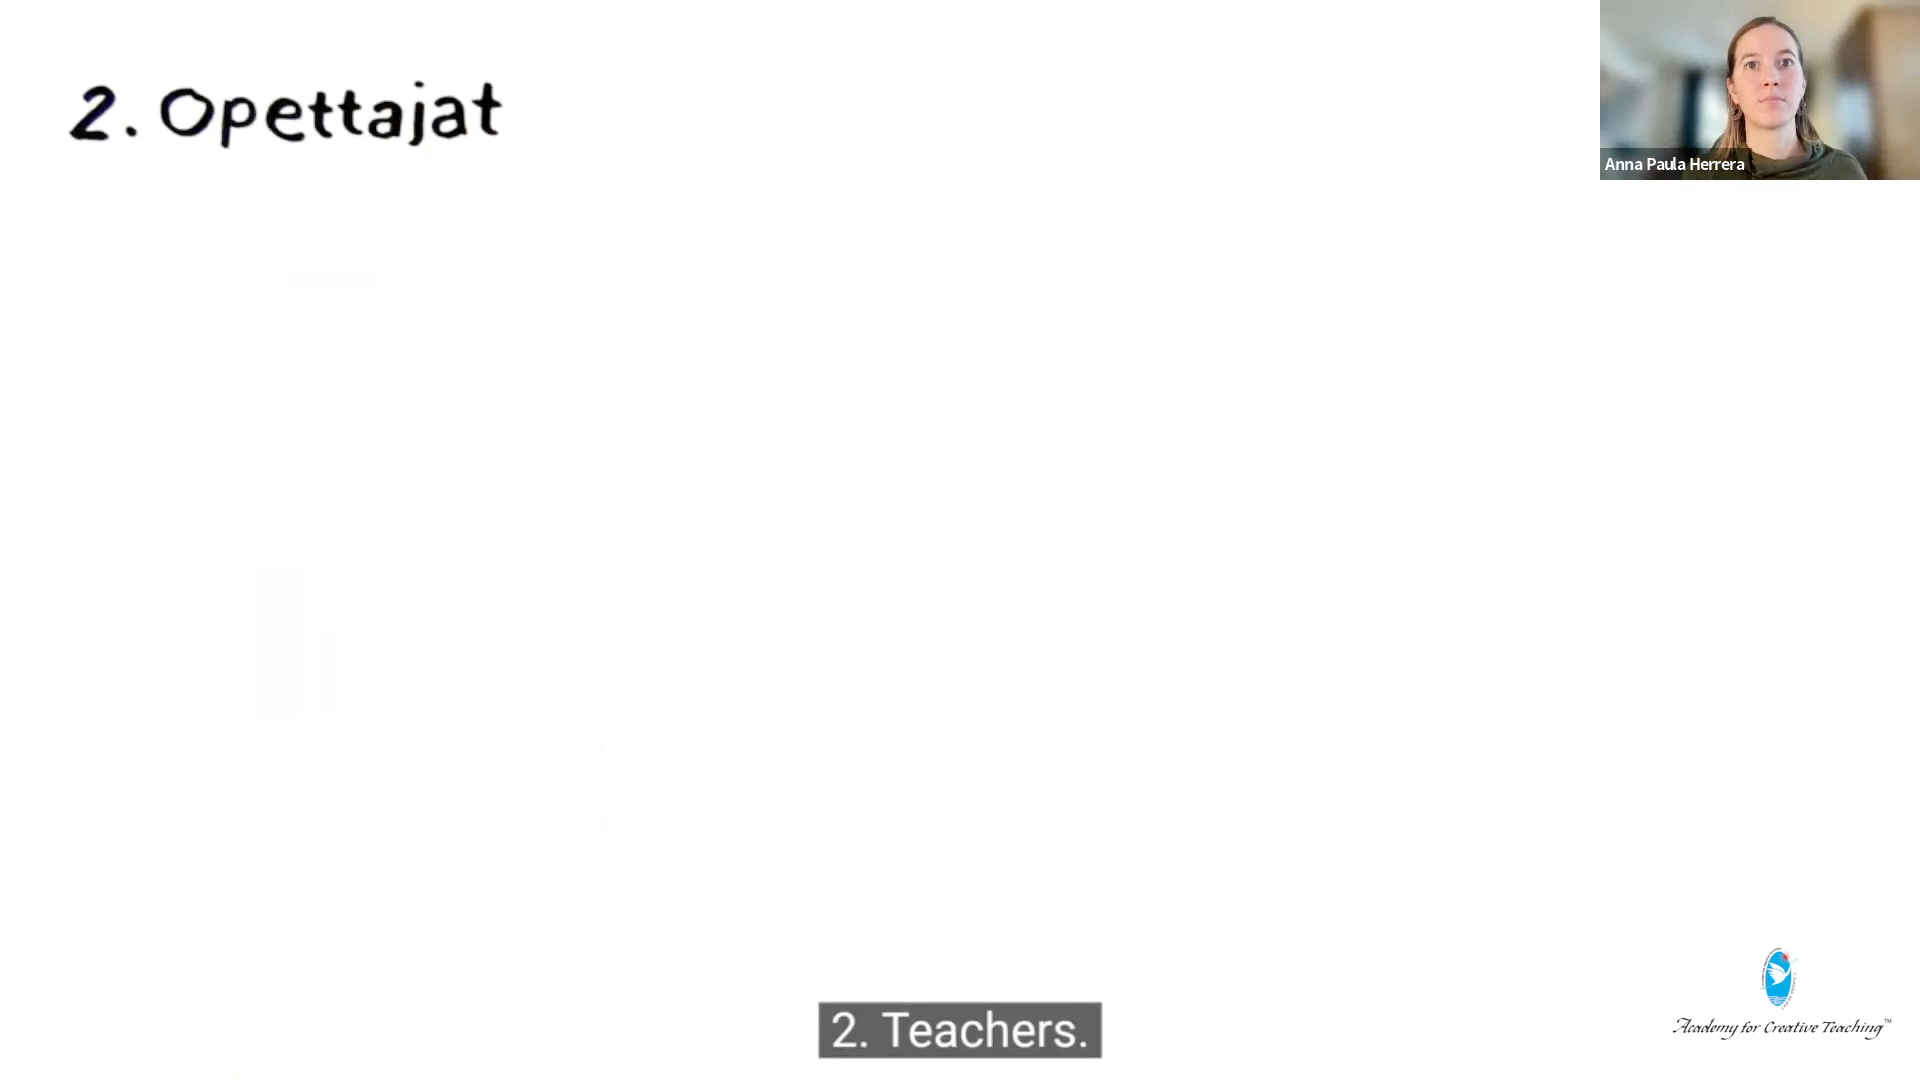 2. Opettajat
Anna Paula Herrera
Academy for Creative Teaching™
2. Teachers.